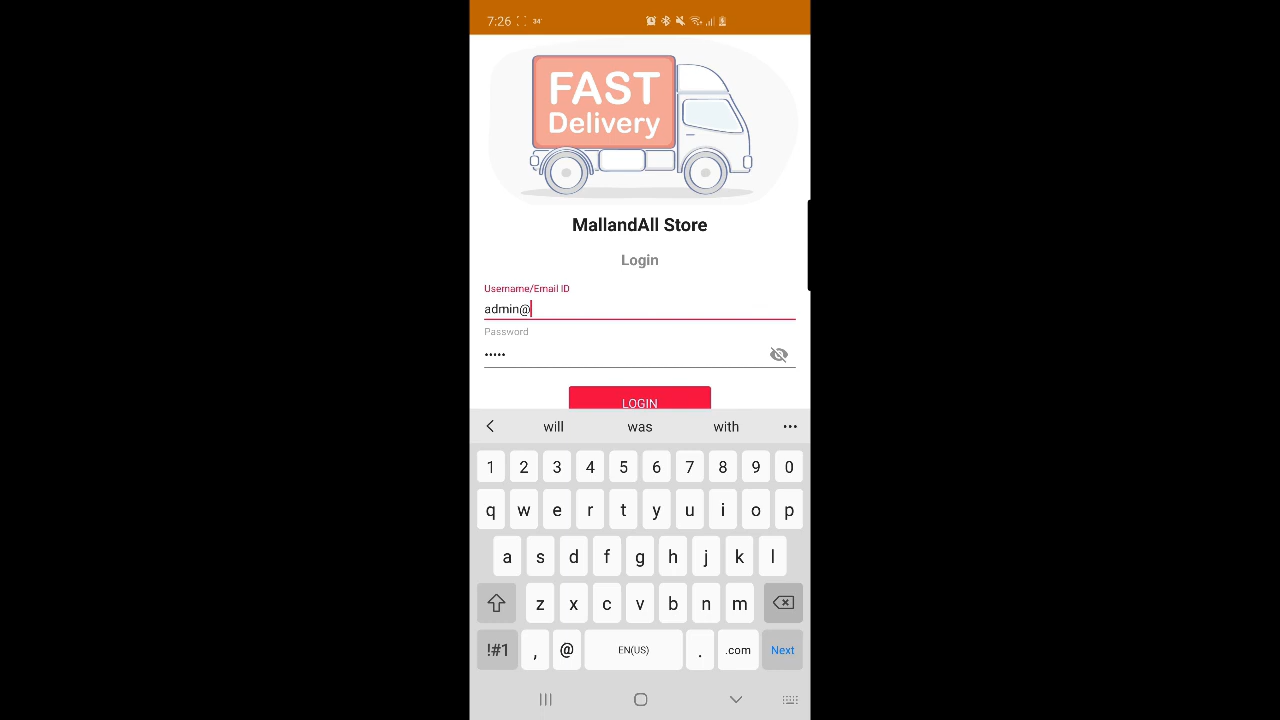 7:26 34°
FAST
Delivery
MallandAll Store
Login
Username/Email ID
admin@
Password
•••••
LOGIN
will was with
1 2 3 4 5 6 7 8 9 0
q w e r t y u i o p
a s d f g h j k l
z x c v b n m
!#1 , @ EN(US) . .com Next